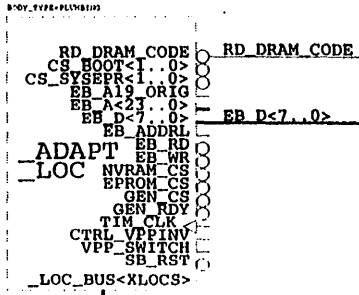 BODY_TYPE=PLUMBING
RD_DRAM_CODE RD_DRAM_CODE
CS_BOOT<1..0>
CS_SYSEPR<1..0>
EB_A19_ORIG
EB_A<23..0>
EB_D<7..0> EB_D<7..0>
EB_ADDRL
EB_RD
EB_WR
_ADAPT
_LOC
NVRAM_CS
EPROM_CS
GEN_CS
GEN_RDY
TIM_CLK
CTRL_VPPINV
VPP_SWITCH
SB_RST
_LOC_BUS<XLOCS>